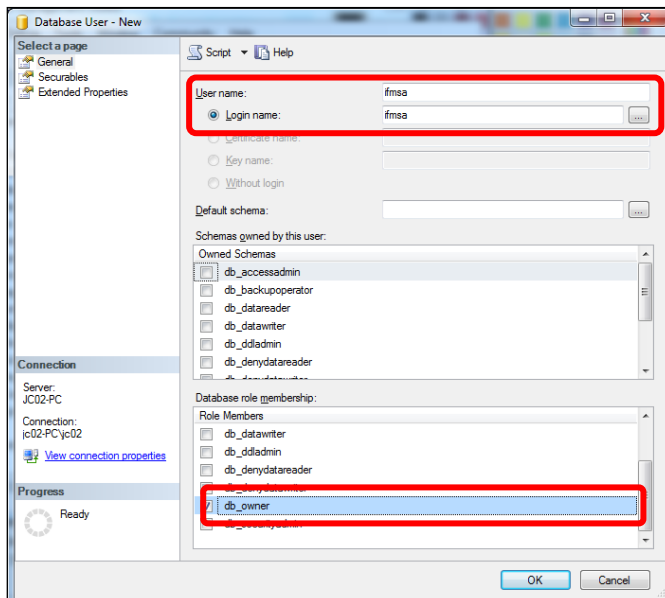 Database User - New
Select a page
General
Securables
Extended Properties
Script Help
User name: ifmsa
Login name: ifmsa ...
Certificate name:
Key name:
Without login
Default schema: ...
Schemas owned by this user:
Owned Schemas
db_accessadmin
db_backupoperator
db_datareader
db_datawriter
db_ddladmin
db_denydatareader
db_denydatawriter
Connection
Server:
JC02-PC
Connection:
jc02-PC\jc02
View connection properties
Database role membership:
Role Members
db_datawriter
db_ddladmin
db_denydatareader
db_denydatawriter
db_owner
db_securityadmin
Progress
Ready
OK Cancel